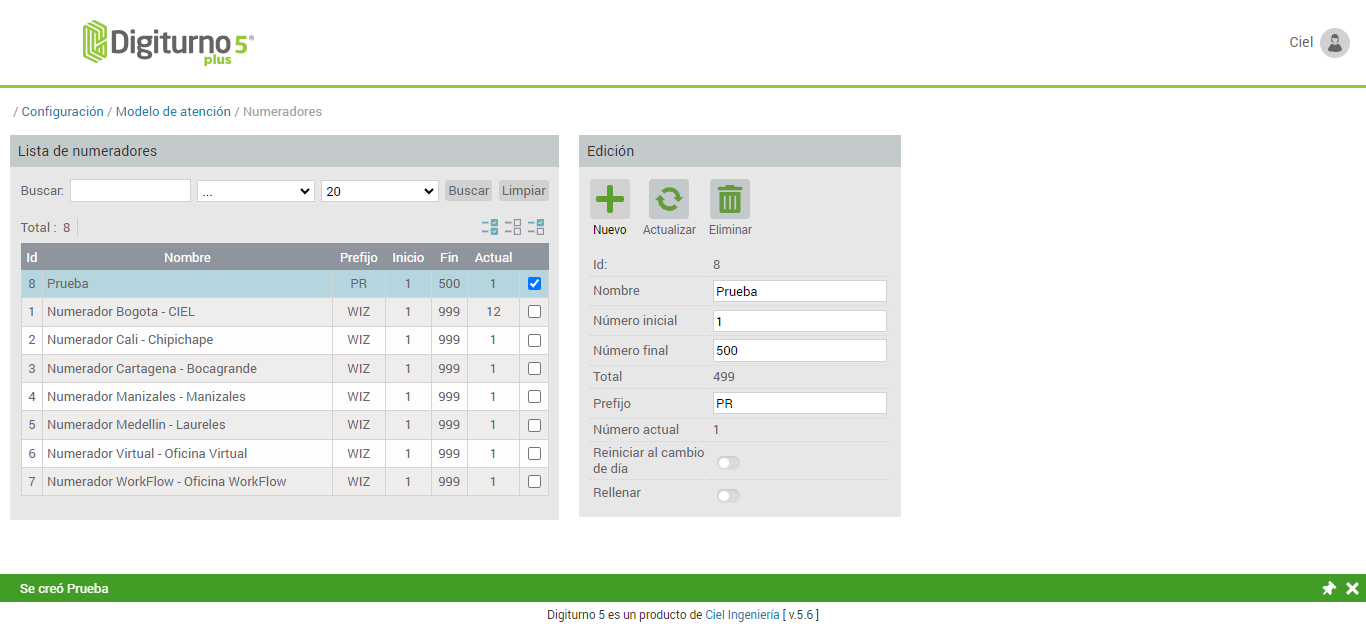 Digiturno 5®
plus
Ciel
/ Configuración / Modelo de atención / Numeradores
Lista de numeradores
Buscar: ... 20 Buscar Limpiar
Total : 8
Id Nombre Prefijo Inicio Fin Actual
8 Prueba PR 1 500 1
1 Numerador Bogota - CIEL WIZ 1 999 12
2 Numerador Cali - Chipichape WIZ 1 999 1
3 Numerador Cartagena - Bocagrande WIZ 1 999 1
4 Numerador Manizales - Manizales WIZ 1 999 1
5 Numerador Medellin - Laureles WIZ 1 999 1
6 Numerador Virtual - Oficina Virtual WIZ 1 999 1
7 Numerador WorkFlow - Oficina WorkFlow WIZ 1 999 1
Edición
Nuevo Actualizar Eliminar
Id: 8
Nombre Prueba
Número inicial 1
Número final 500
Total 499
Prefijo PR
Número actual 1
Reiniciar al cambio
de día
Rellenar
Se creó Prueba
Digiturno 5 es un producto de Ciel Ingeniería [ v.5.6 ]